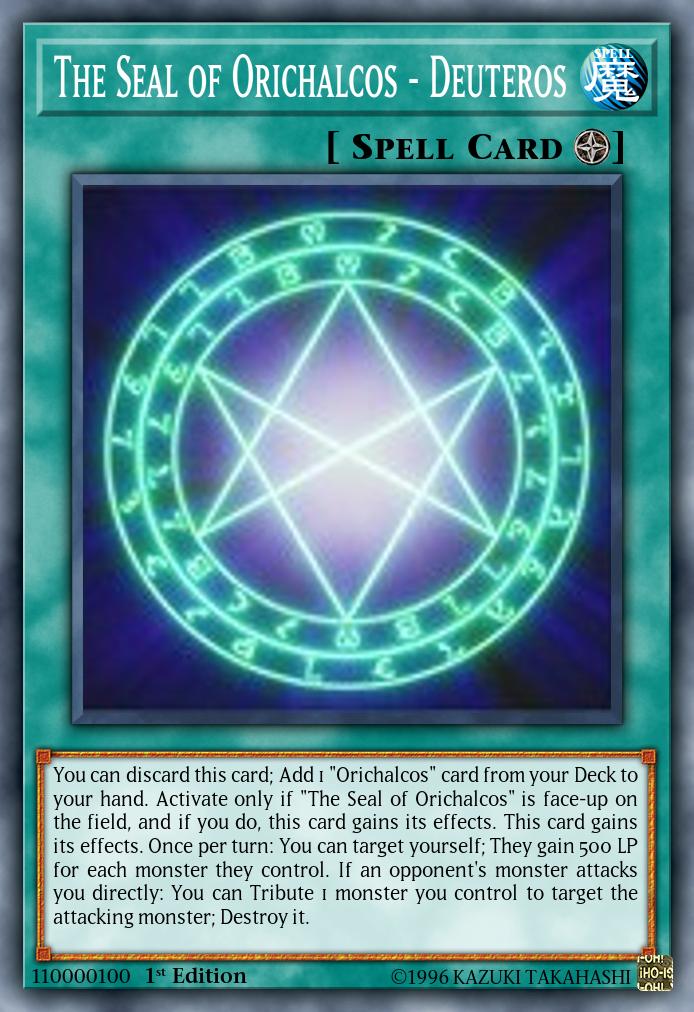 The Seal of Orichalcos - Deuteros
SPELL
魔
[ Spell Card ]
You can discard this card; Add 1 "Orichalcos" card from your Deck to
your hand. Activate only if "The Seal of Orichalcos" is face-up on
the field, and if you do, this card gains its effects. This card gains
its effects. Once per turn: You can target yourself; They gain 500 LP
for each monster they control. If an opponent's monster attacks
you directly: You can Tribute 1 monster you control to target the
attacking monster; Destroy it.
110000100 1st Edition ©1996 KAZUKI TAKAHASHI